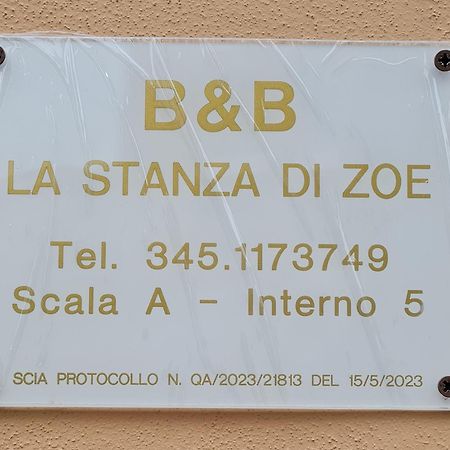 B&B
LA STANZA DI ZOE
Tel. 345.1173749
Scala A - Interno 5
SCIA PROTOCOLLO N. QA/2023/21813 DEL 15/5/2023